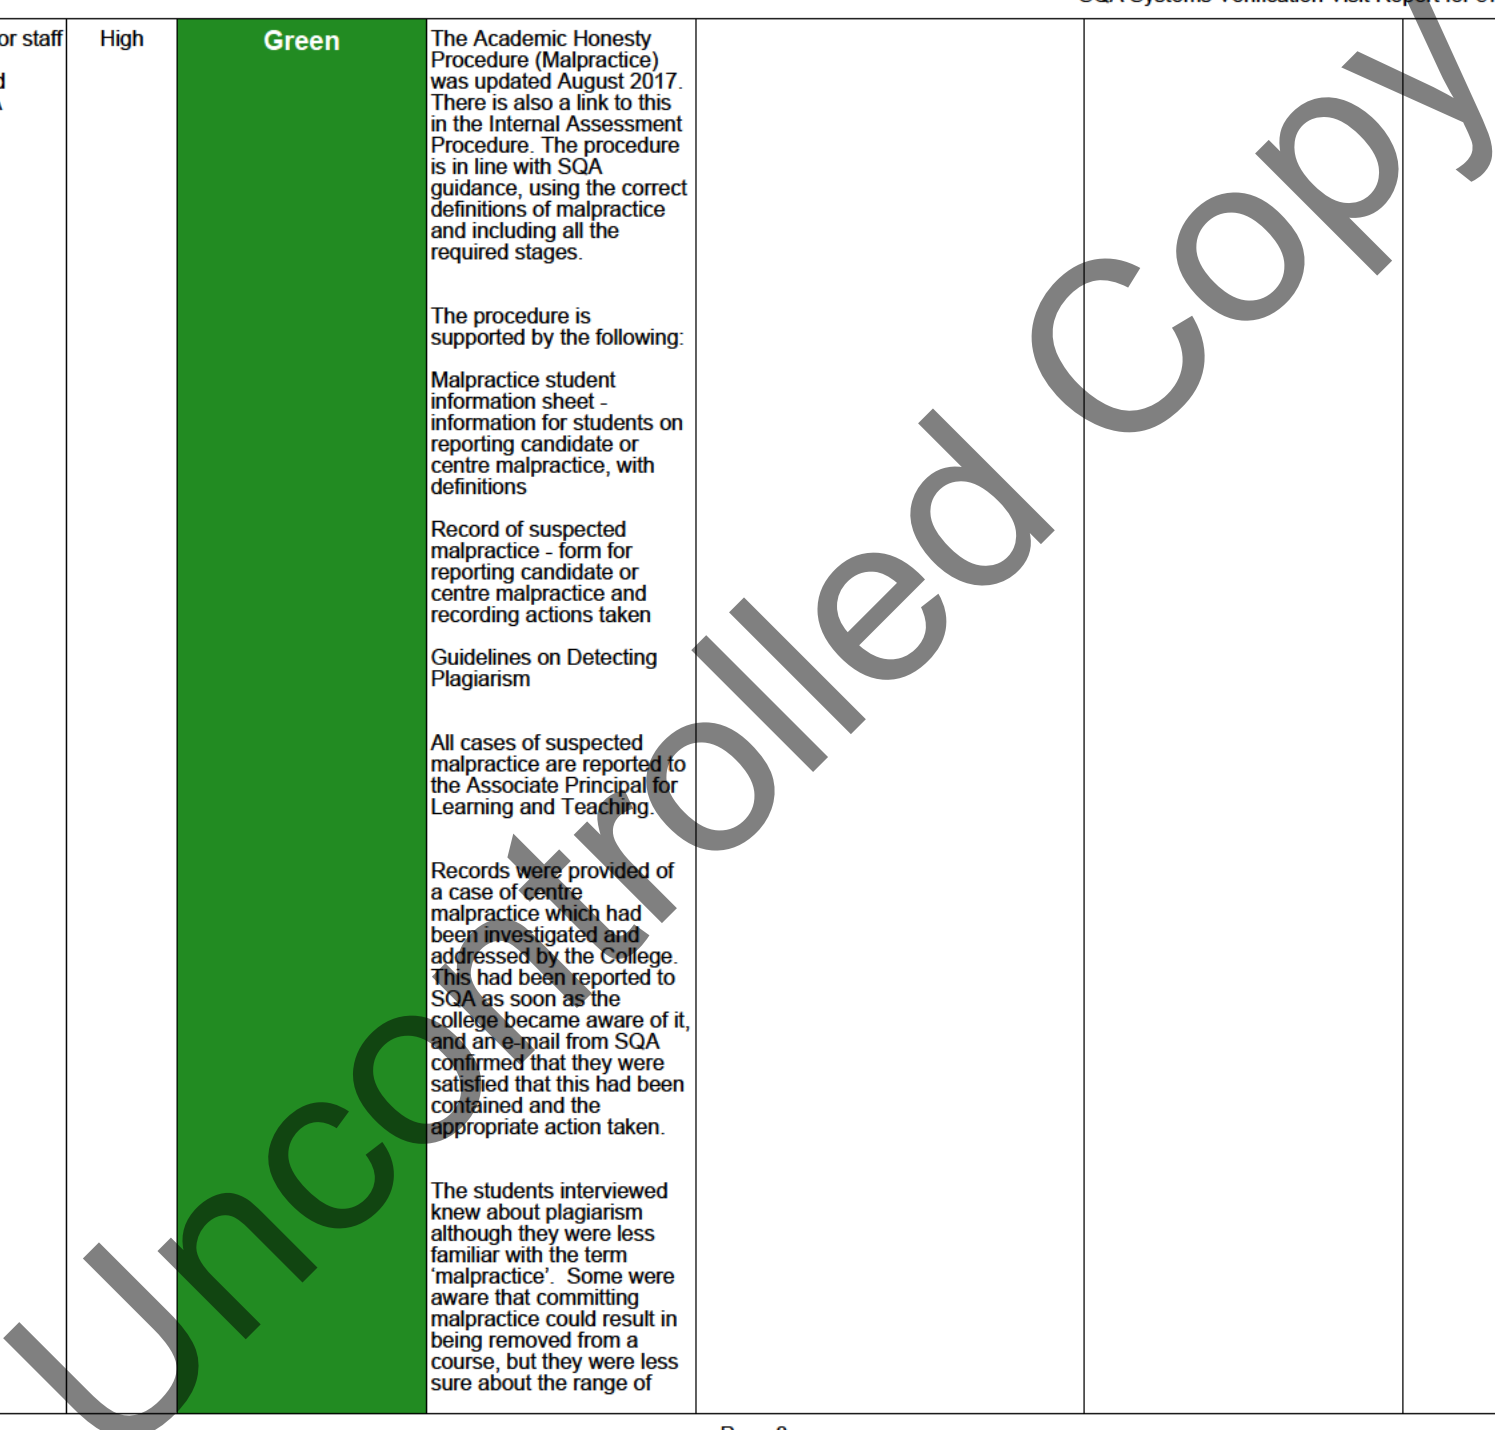 SQA Systems Verification Visit Report for
or staff
High
Green
The Academic Honesty
Procedure (Malpractice)
was updated August 2017.
There is also a link to this
in the Internal Assessment
Procedure. The procedure
is in line with SQA
guidance, using the correct
definitions of malpractice
and including all the
required stages.
The procedure is
supported by the following:
Malpractice student
information sheet -
information for students on
reporting candidate or
centre malpractice, with
definitions
Record of suspected
malpractice - form for
reporting candidate or
centre malpractice and
recording actions taken
Guidelines on Detecting
Plagiarism
All cases of suspected
malpractice are reported to
the Associate Principal for
Learning and Teaching.
Records were provided of
a case of centre
malpractice which had
been investigated and
addressed by the College.
This had been reported to
SQA as soon as the
college became aware of it,
and an e-mail from SQA
confirmed that they were
satisfied that this had been
contained and the
appropriate action taken.
The students interviewed
knew about plagiarism
although they were less
familiar with the term
‘malpractice’.  Some were
aware that committing
malpractice could result in
being removed from a
course, but they were less
sure about the range of
Uncontrolled Copy